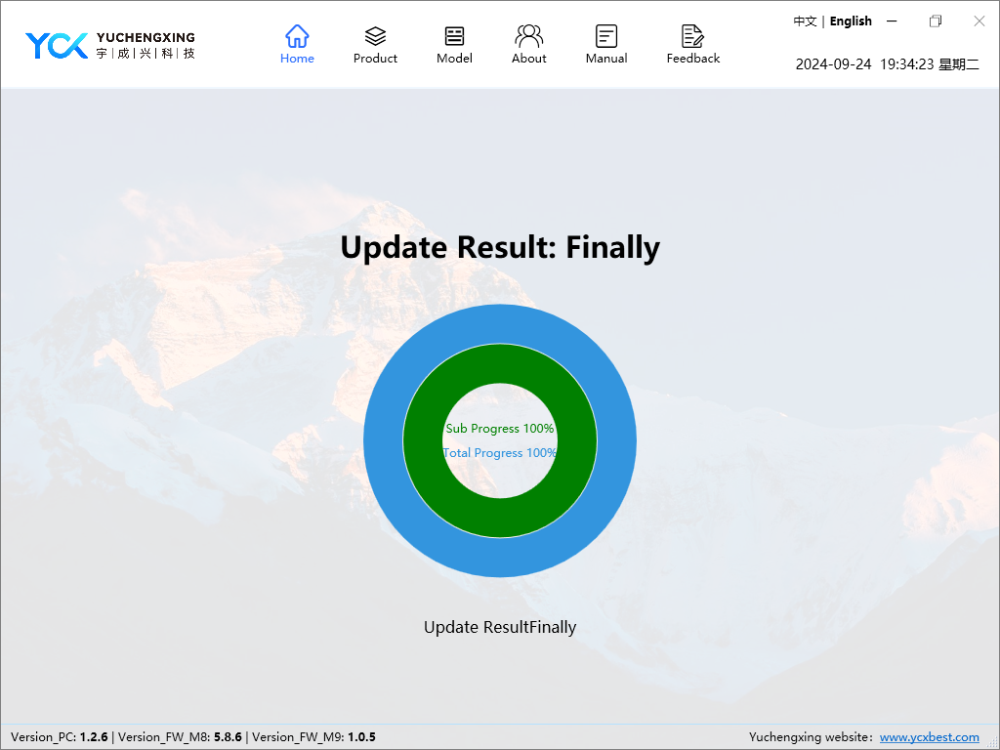 YCX YUCHENGXING
宇|成|兴|科|技
Home Product Model About Manual Feedback
中文 | English
2024-09-24 19:34:23 星期二
Update Result: Finally
Sub Progress 100%
Total Progress 100%
Update ResultFinally
Version_PC: 1.2.6 | Version_FW_M8: 5.8.6 | Version_FW_M9: 1.0.5
Yuchengxing website： www.ycxbest.com